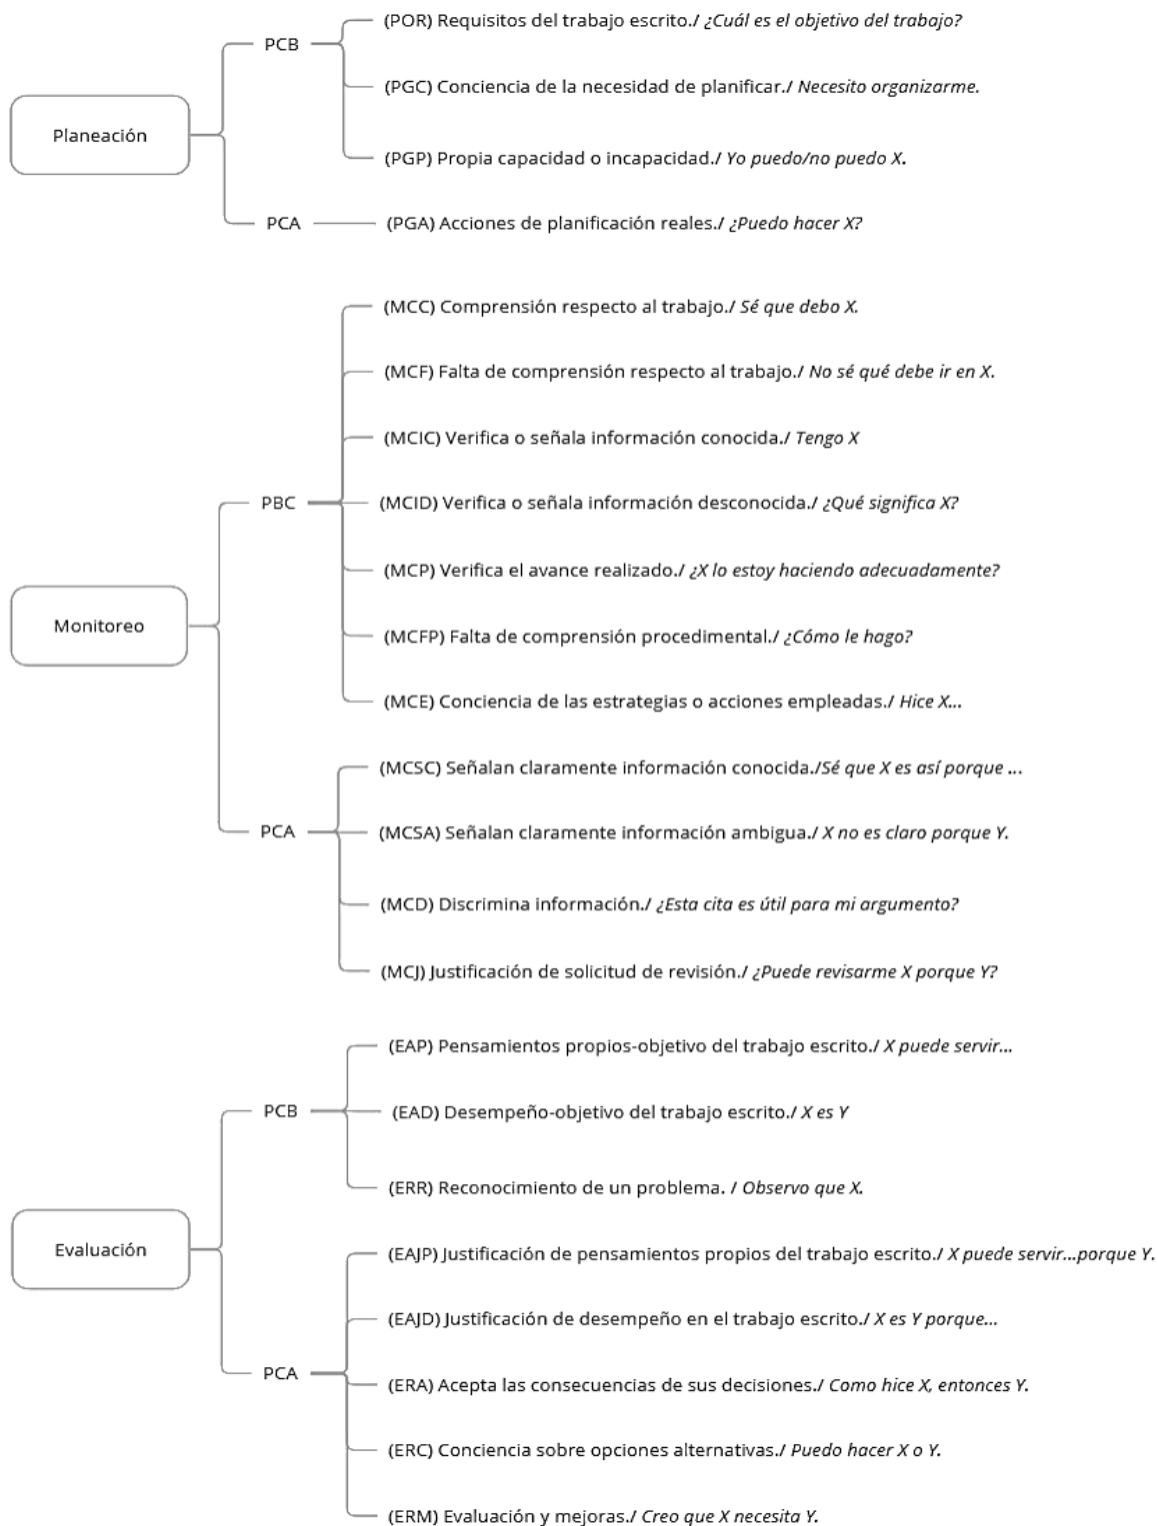 Planeación
PCB
(POR) Requisitos del trabajo escrito./ ¿Cuál es el objetivo del trabajo?
(PGC) Conciencia de la necesidad de planificar./ Necesito organizarme.
(PGP) Propia capacidad o incapacidad./ Yo puedo/no puedo X.
PCA
(PGA) Acciones de planificación reales./ ¿Puedo hacer X?
Monitoreo
PBC
(MCC) Comprensión respecto al trabajo./ Sé que debo X.
(MCF) Falta de comprensión respecto al trabajo./ No sé qué debe ir en X.
(MCIC) Verifica o señala información conocida./ Tengo X
(MCID) Verifica o señala información desconocida./ ¿Qué significa X?
(MCP) Verifica el avance realizado./ ¿X lo estoy haciendo adecuadamente?
(MCFP) Falta de comprensión procedimental./ ¿Cómo le hago?
(MCE) Conciencia de las estrategias o acciones empleadas./ Hice X...
PCA
(MCSC) Señalan claramente información conocida./Sé que X es así porque ...
(MCSA) Señalan claramente información ambigua./ X no es claro porque Y.
(MCD) Discrimina información./ ¿Esta cita es útil para mi argumento?
(MCJ) Justificación de solicitud de revisión./ ¿Puede revisarme X porque Y?
Evaluación
PCB
(EAP) Pensamientos propios-objetivo del trabajo escrito./ X puede servir...
(EAD) Desempeño-objetivo del trabajo escrito./ X es Y
(ERR) Reconocimiento de un problema. / Observo que X.
PCA
(EAJP) Justificación de pensamientos propios del trabajo escrito./ X puede servir...porque Y.
(EAJD) Justificación de desempeño en el trabajo escrito./ X es Y porque...
(ERA) Acepta las consecuencias de sus decisiones./ Como hice X, entonces Y.
(ERC) Conciencia sobre opciones alternativas./ Puedo hacer X o Y.
(ERM) Evaluación y mejoras./ Creo que X necesita Y.